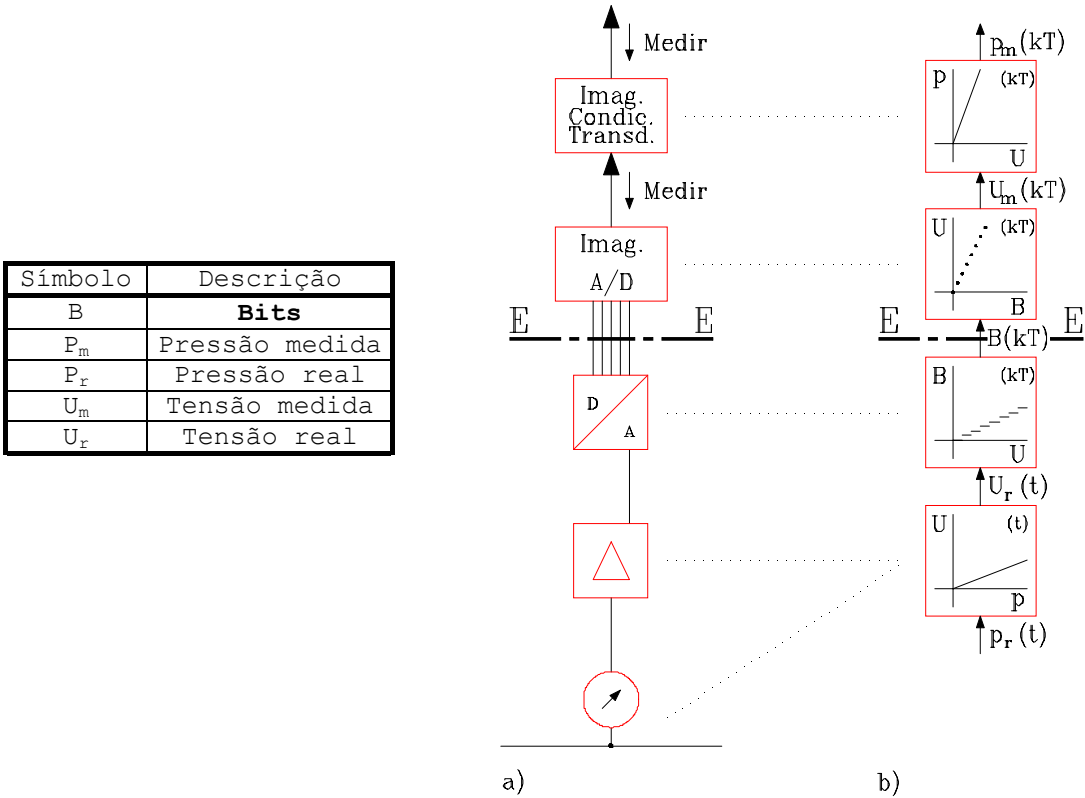 Símbolo Descrição
B Bits
Pm Pressão medida
Pr Pressão real
Um Tensão medida
Ur Tensão real
Medir
Imag.
Condic.
Transd.
Medir
Imag.
A/D
E E
D
A
a)
pm(kT)
p (kT)
U
Um(kT)
U (kT)
B
E E
B(kT)
B (kT)
U
Ur(t)
U (t)
p
pr(t)
b)